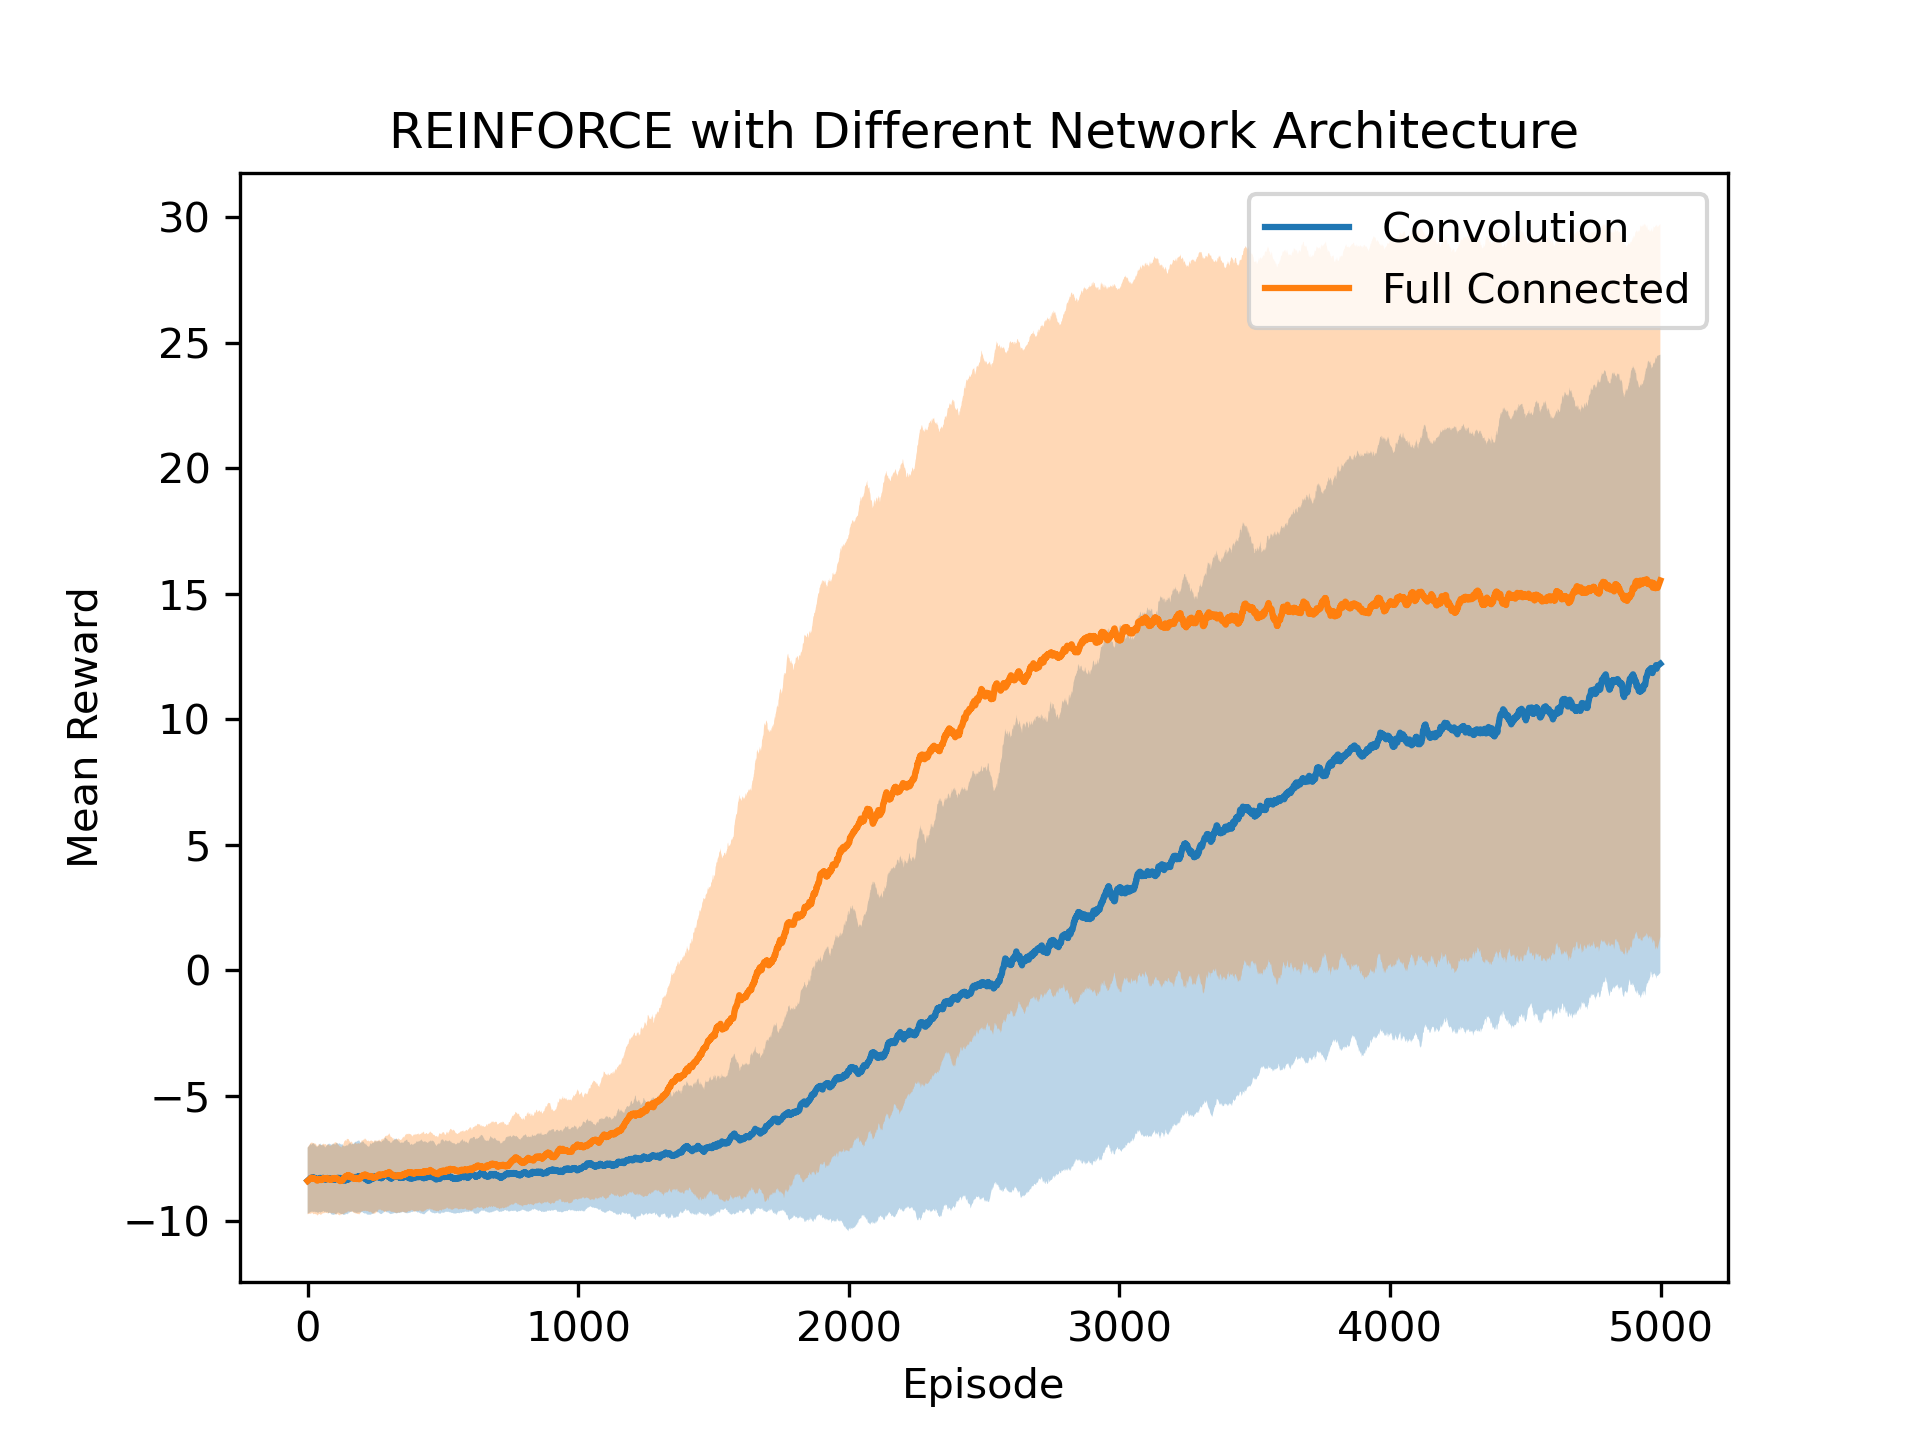 REINFORCE with Different Network Architecture
30
25
20
15
10
5
0
−5
−10
Mean Reward
Convolution
Full Connected
0 1000 2000 3000 4000 5000
Episode